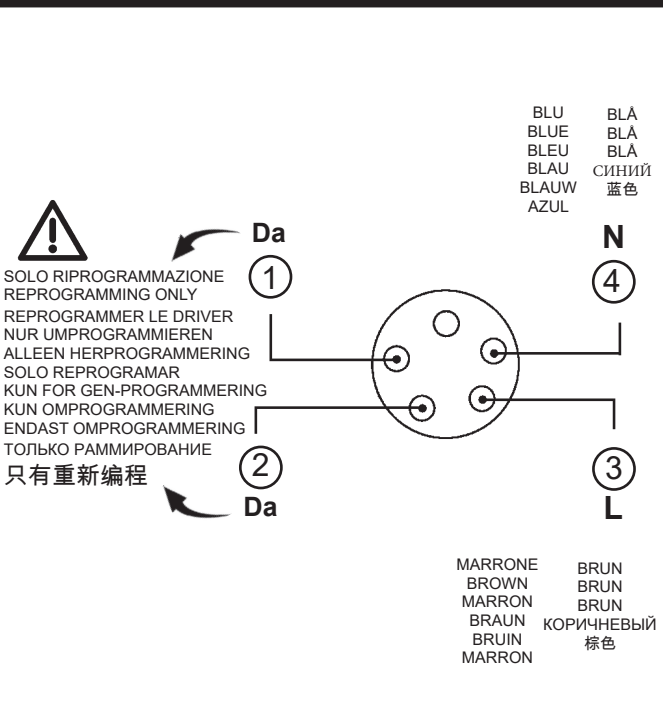 BLU
BLUE
BLEU
BLAU
BLAUW
AZUL
BLÅ
BLÅ
BLÅ
СИНИЙ
蓝色
N
4
Da
1
SOLO RIPROGRAMMAZIONE
REPROGRAMMING ONLY
REPROGRAMMER LE DRIVER
NUR UMPROGRAMMIEREN
ALLEEN HERPROGRAMMERING
SOLO REPROGRAMAR
KUN FOR GEN-PROGRAMMERING
KUN OMPROGRAMMERING
ENDAST OMPROGRAMMERING
ТОЛЬКО РАММИРОВАНИЕ
只有重新编程
2
Da
3
L
MARRONE
BROWN
MARRON
BRAUN
BRUIN
MARRON
BRUN
BRUN
BRUN
КОРИЧНЕВЫЙ
棕色